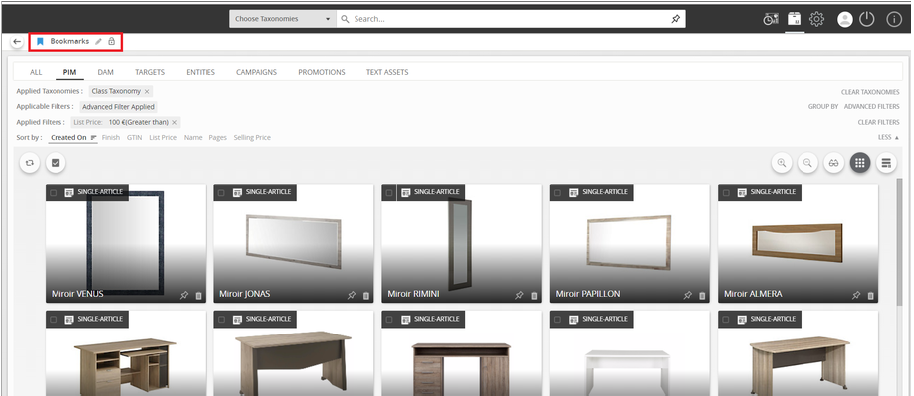 Choose Taxonomies Search...
Bookmarks
ALL PIM DAM TARGETS ENTITIES CAMPAIGNS PROMOTIONS TEXT ASSETS
Applied Taxonomies : Class Taxonomy × CLEAR TAXONOMIES
Applicable Filters : Advanced Filter Applied GROUP BY ADVANCED FILTERS
Applied Filters : List Price: 100 €(Greater than) × CLEAR FILTERS
Sort by : Created On Finish GTIN List Price Name Pages Selling Price LESS
SINGLE-ARTICLE SINGLE-ARTICLE SINGLE-ARTICLE SINGLE-ARTICLE SINGLE-ARTICLE
Miroir VENUS Miroir JONAS Miroir RIMINI Miroir PAPILLON Miroir ALMERA
SINGLE-ARTICLE SINGLE-ARTICLE SINGLE-ARTICLE SINGLE-ARTICLE SINGLE-ARTICLE